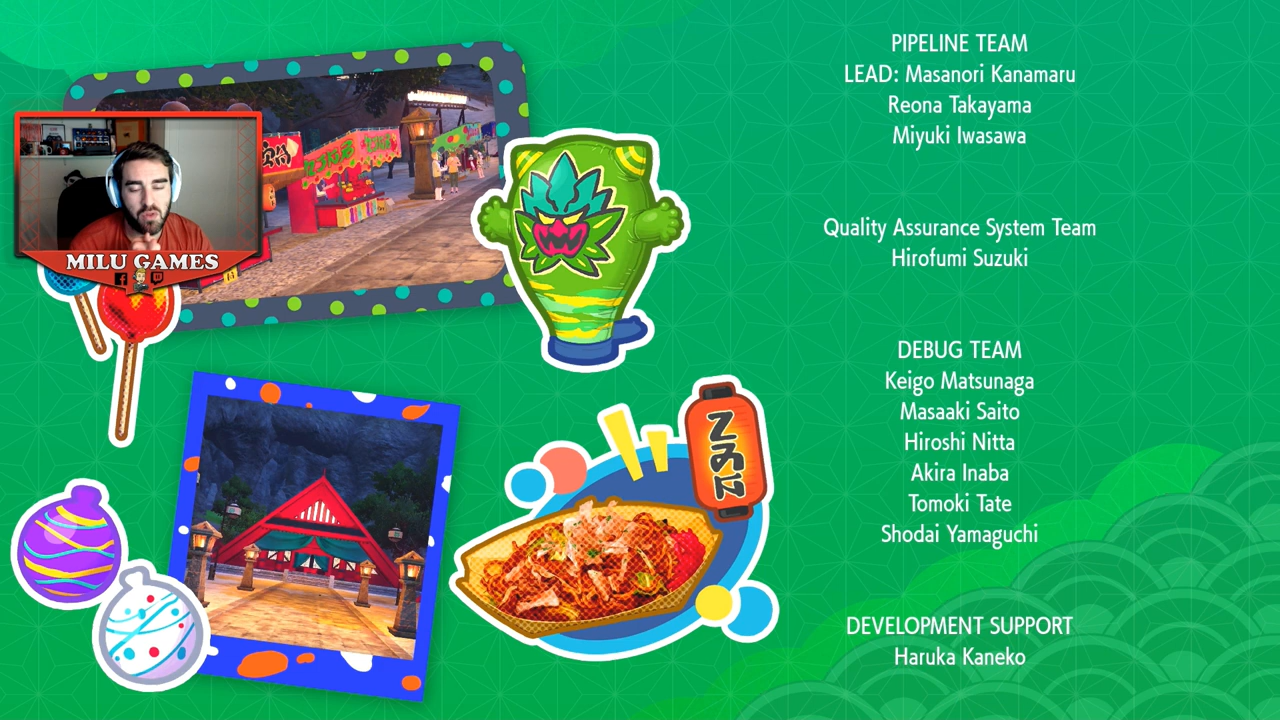 MILU GAMES
PIPELINE TEAM
LEAD: Masanori Kanamaru
Reona Takayama
Miyuki Iwasawa
Quality Assurance System Team
Hirofumi Suzuki
DEBUG TEAM
Keigo Matsunaga
Masaaki Saito
Hiroshi Nitta
Akira Inaba
Tomoki Tate
Shodai Yamaguchi
DEVELOPMENT SUPPORT
Haruka Kaneko